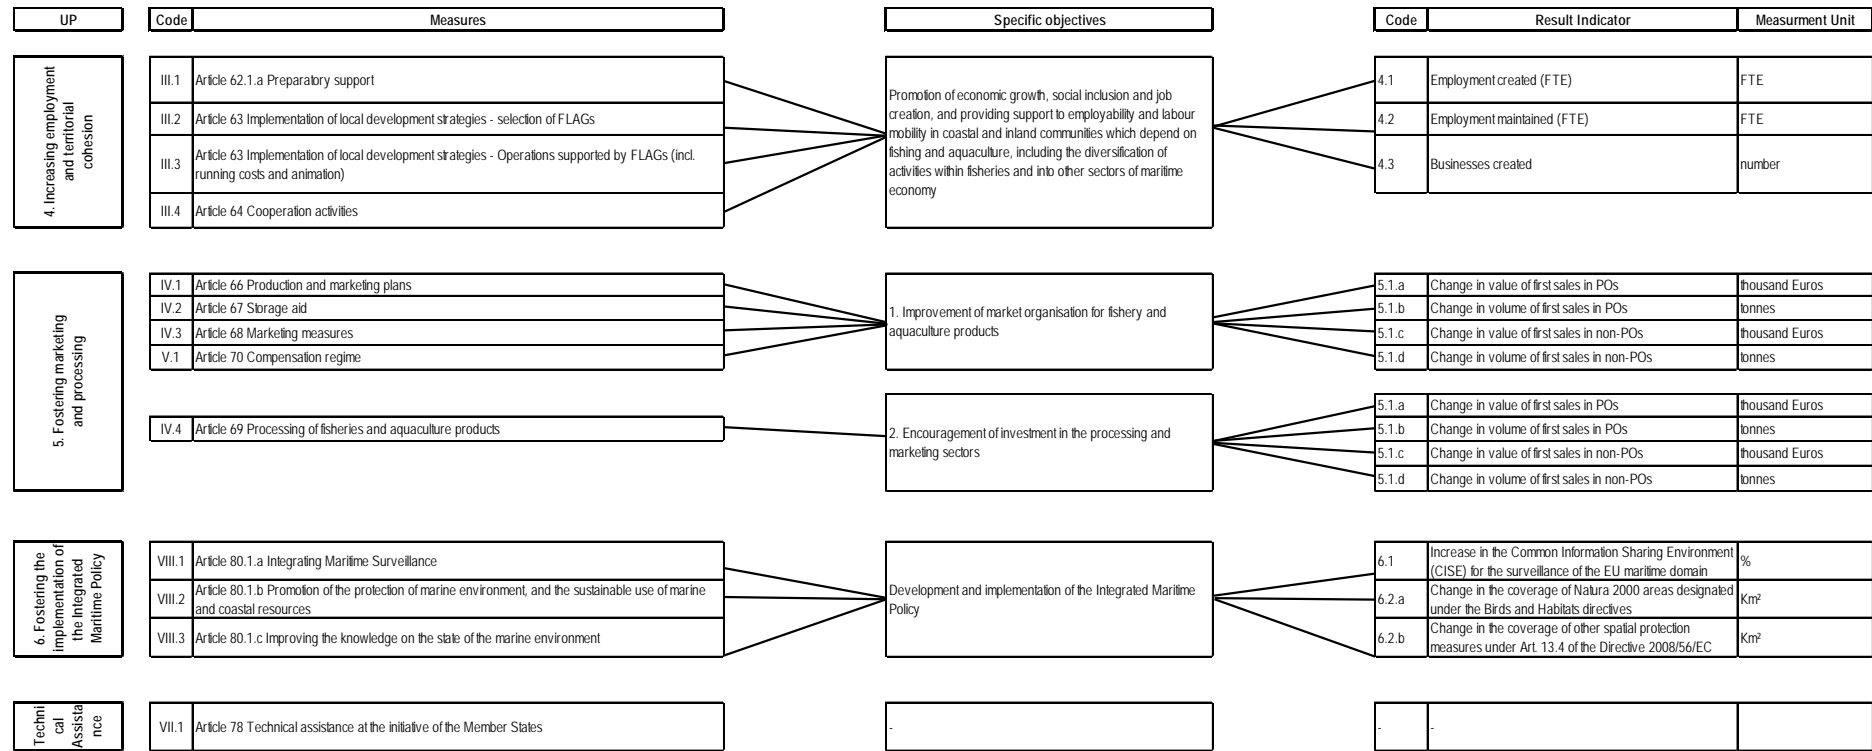 UP
Code
Measures
Specific objectives
Code
Result Indicator
Measurment Unit
4. Increasing employment
and territorial
cohesion
III.1
Article 62.1.a Preparatory support
III.2
Article 63 Implementation of local development strategies - selection of FLAGs
III.3
Article 63 Implementation of local development strategies - Operations supported by FLAGs (incl.
running costs and animation)
III.4
Article 64 Cooperation activities
Promotion of economic growth, social inclusion and job
creation, and providing support to employability and labour
mobility in coastal and inland communities which depend on
fishing and aquaculture, including the diversification of
activities within fisheries and into other sectors of maritime
economy
4.1
Employment created (FTE)
FTE
4.2
Employment maintained (FTE)
FTE
4.3
Businesses created
number
5. Fostering marketing
and processing
IV.1
Article 66 Production and marketing plans
IV.2
Article 67 Storage aid
IV.3
Article 68 Marketing measures
V.1
Article 70 Compensation regime
1. Improvement of market organisation for fishery and
aquaculture products
5.1.a
Change in value of first sales in POs
thousand Euros
5.1.b
Change in volume of first sales in POs
tonnes
5.1.c
Change in value of first sales in non-POs
thousand Euros
5.1.d
Change in volume of first sales in non-POs
tonnes
IV.4
Article 69 Processing of fisheries and aquaculture products
2. Encouragement of investment in the processing and
marketing sectors
5.1.a
Change in value of first sales in POs
thousand Euros
5.1.b
Change in volume of first sales in POs
tonnes
5.1.c
Change in value of first sales in non-POs
thousand Euros
5.1.d
Change in volume of first sales in non-POs
tonnes
6. Fostering the
implementation of
the Integrated
Maritime Policy
VIII.1
Article 80.1.a Integrating Maritime Surveillance
VIII.2
Article 80.1.b Promotion of the protection of marine environment, and the sustainable use of marine
and coastal resources
VIII.3
Article 80.1.c Improving the knowledge on the state of the marine environment
Development and implementation of the Integrated Maritime
Policy
6.1
Increase in the Common Information Sharing Environment
(CISE) for the surveillance of the EU maritime domain
%
6.2.a
Change in the coverage of Natura 2000 areas designated
under the Birds and Habitats directives
Km²
6.2.b
Change in the coverage of other spatial protection
measures under Art. 13.4 of the Directive 2008/56/EC
Km²
Techni
cal
Assista
nce
VII.1
Article 78 Technical assistance at the initiative of the Member States
-
-
-